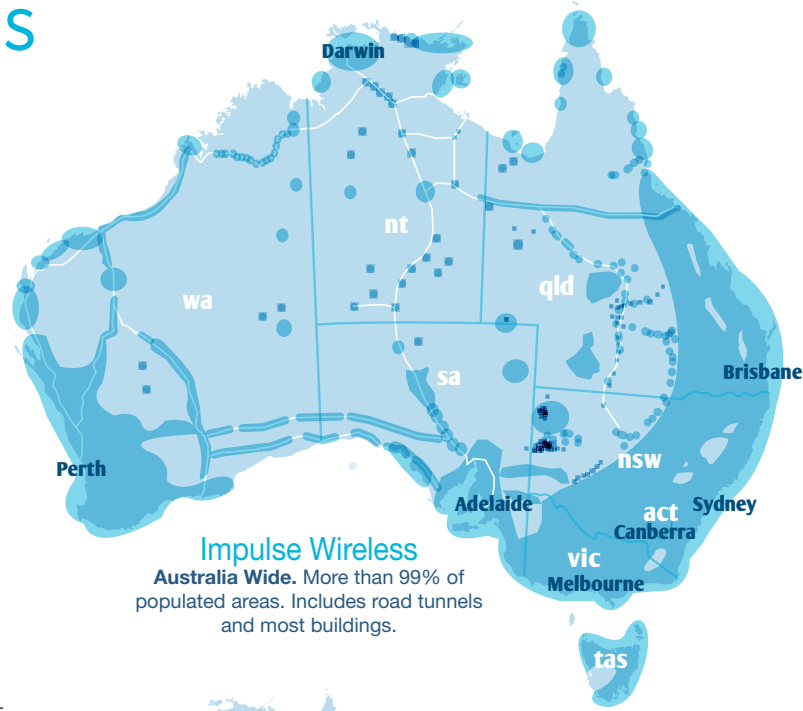 S
Darwin
nt
wa
qld
sa
Brisbane
Perth
nsw
Adelaide
act
Sydney
Canberra
vic
Melbourne
Impulse Wireless
Australia Wide. More than 99% of
populated areas. Includes road tunnels
and most buildings.
tas